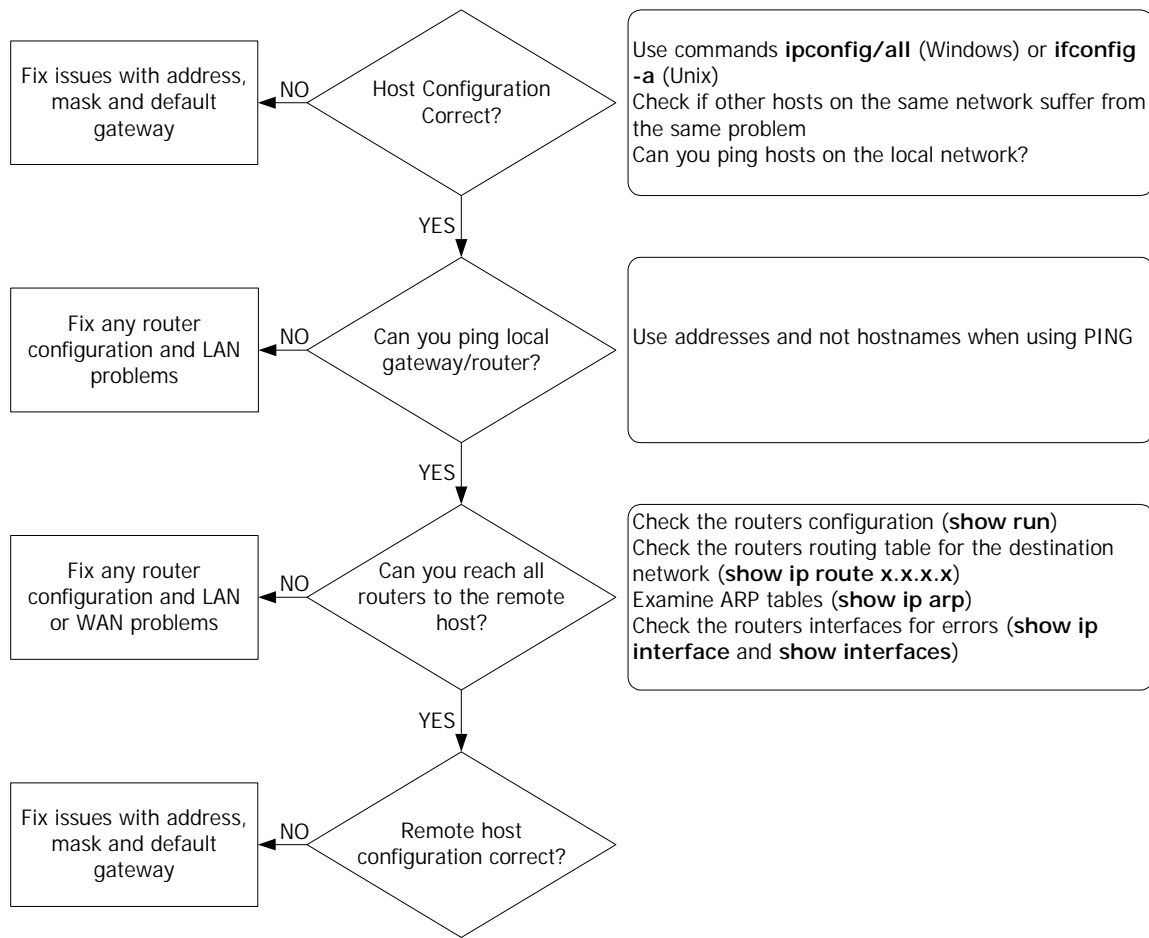 Fix issues with address,
mask and default
gateway
NO
Host Configuration
Correct?
Use commands ipconfig/all (Windows) or ifconfig
-a (Unix)
Check if other hosts on the same network suffer from
the same problem
Can you ping hosts on the local network?
YES
Fix any router
configuration and LAN
problems
NO
Can you ping local
gateway/router?
Use addresses and not hostnames when using PING
YES
Fix any router
configuration and LAN
or WAN problems
NO
Can you reach all
routers to the remote
host?
Check the routers configuration (show run)
Check the routers routing table for the destination
network (show ip route x.x.x.x)
Examine ARP tables (show ip arp)
Check the routers interfaces for errors (show ip
interface and show interfaces)
YES
Fix issues with address,
mask and default
gateway
NO
Remote host
configuration correct?